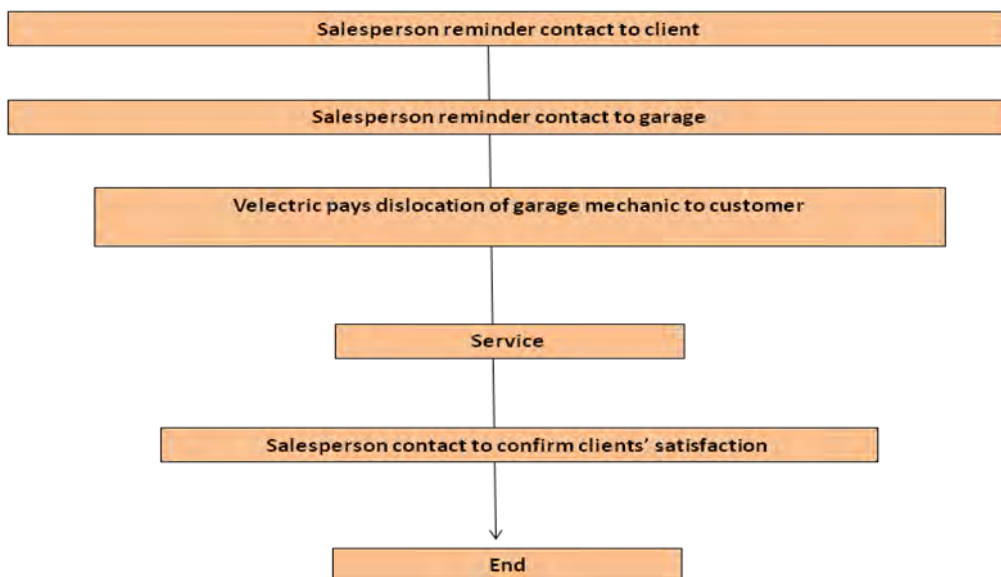 Salesperson reminder contact to client
Salesperson reminder contact to garage
Velectric pays dislocation of garage mechanic to customer
Service
Salesperson contact to confirm clients’ satisfaction
End